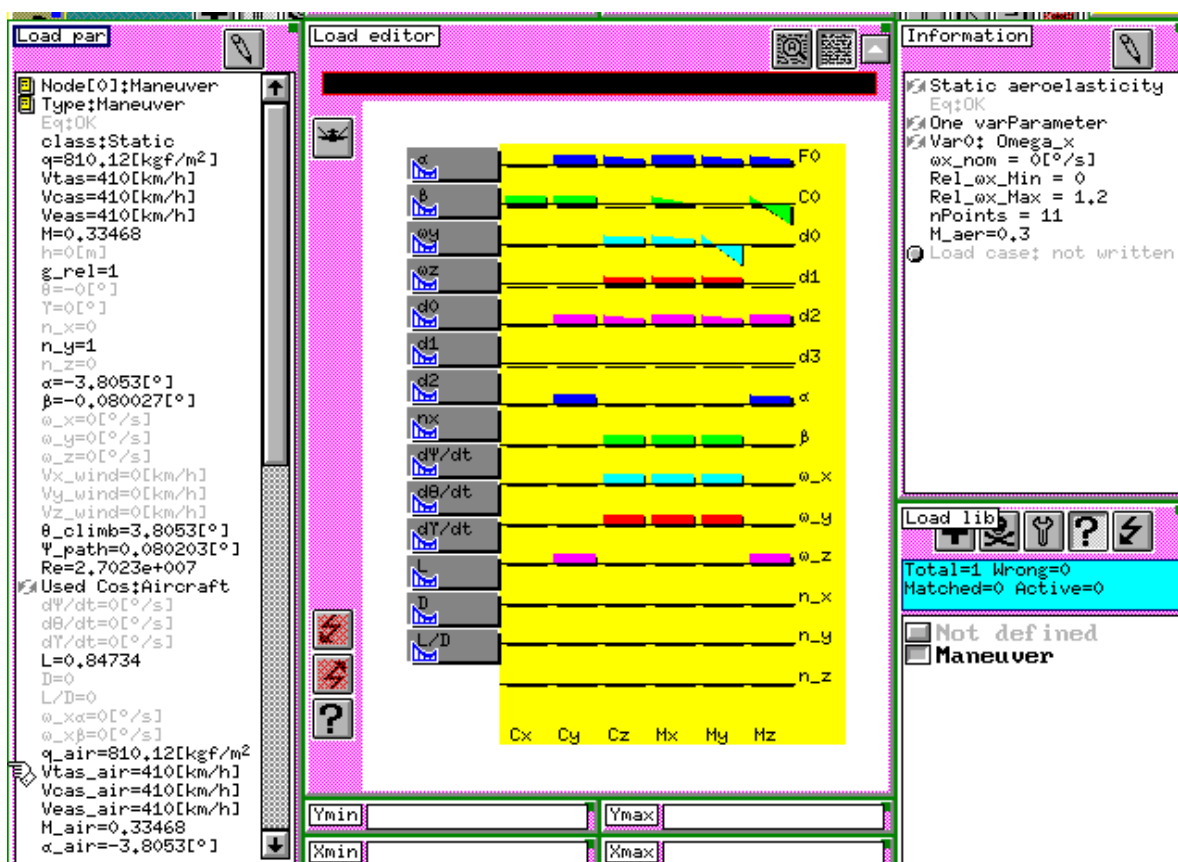 Load par
Node[0]:Maneuver
Type:Maneuver
Eq:OK
class:Static
q=810.12[kgf/m²]
Vtas=410[km/h]
Vcas=410[km/h]
Veas=410[km/h]
M=0.33468
h=0[m]
g_rel=1
θ=-0[°]
ϒ=0[°]
n_x=0
n_y=1
n_z=0
α=-3.8053[°]
β=-0.080027[°]
ω_x=0[°/s]
ω_y=0[°/s]
ω_z=0[°/s]
Vx_wind=0[km/h]
Vy_wind=0[km/h]
Vz_wind=0[km/h]
θ_climb=3.8053[°]
Ψ_path=0.080203[°]
Re=2.7023e+007
Used Cos:Aircraft
dΨ/dt=0[°/s]
dθ/dt=0[°/s]
dϒ/dt=0[°/s]
L=0.84734
D=0
L/D=0
ω_xα=0[°/s]
ω_xβ=0[°/s]
q_air=810.12[kgf/m²
Vtas_air=410[km/h]
Vcas_air=410[km/h]
Veas_air=410[km/h]
M_air=0.33468
α_air=-3.8053[°]
Load editor
α
β
ωy
ωz
d0
d1
d2
nx
dΨ/dt
dθ/dt
dϒ/dt
L
D
L/D
F0
C0
d0
d1
d2
d3
α
β
ω_x
ω_y
ω_z
n_x
n_y
n_z
Cx Cy Cz Mx My Mz
Ymin
Ymax
Xmin
Xmax
Information
Static aeroelasticity
Eq:OK
One varParameter
Var0: Omega_x
ωx_nom = 0[°/s]
Rel_ωx_Min = 0
Rel_ωx_Max = 1.2
nPoints = 11
M_aer=0.3
Load case: not written
Load lib
?
Total=1 Wrong=0
Matched=0 Active=0
Not defined
Maneuver
?